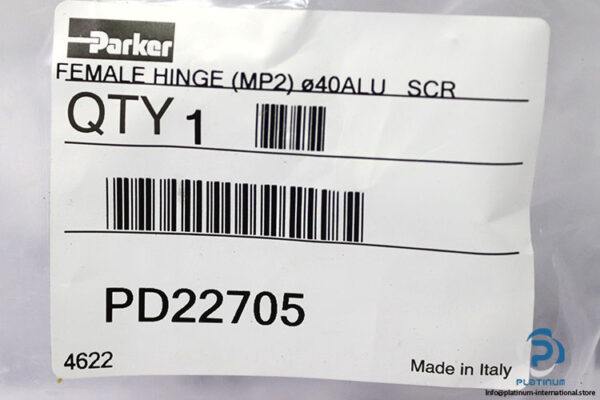 Parker
FEMALE HINGE (MP2) ø40ALU SCR
QTY 1
PD22705
4622
Made in Italy
PLATINUM
info@platinum-international.store